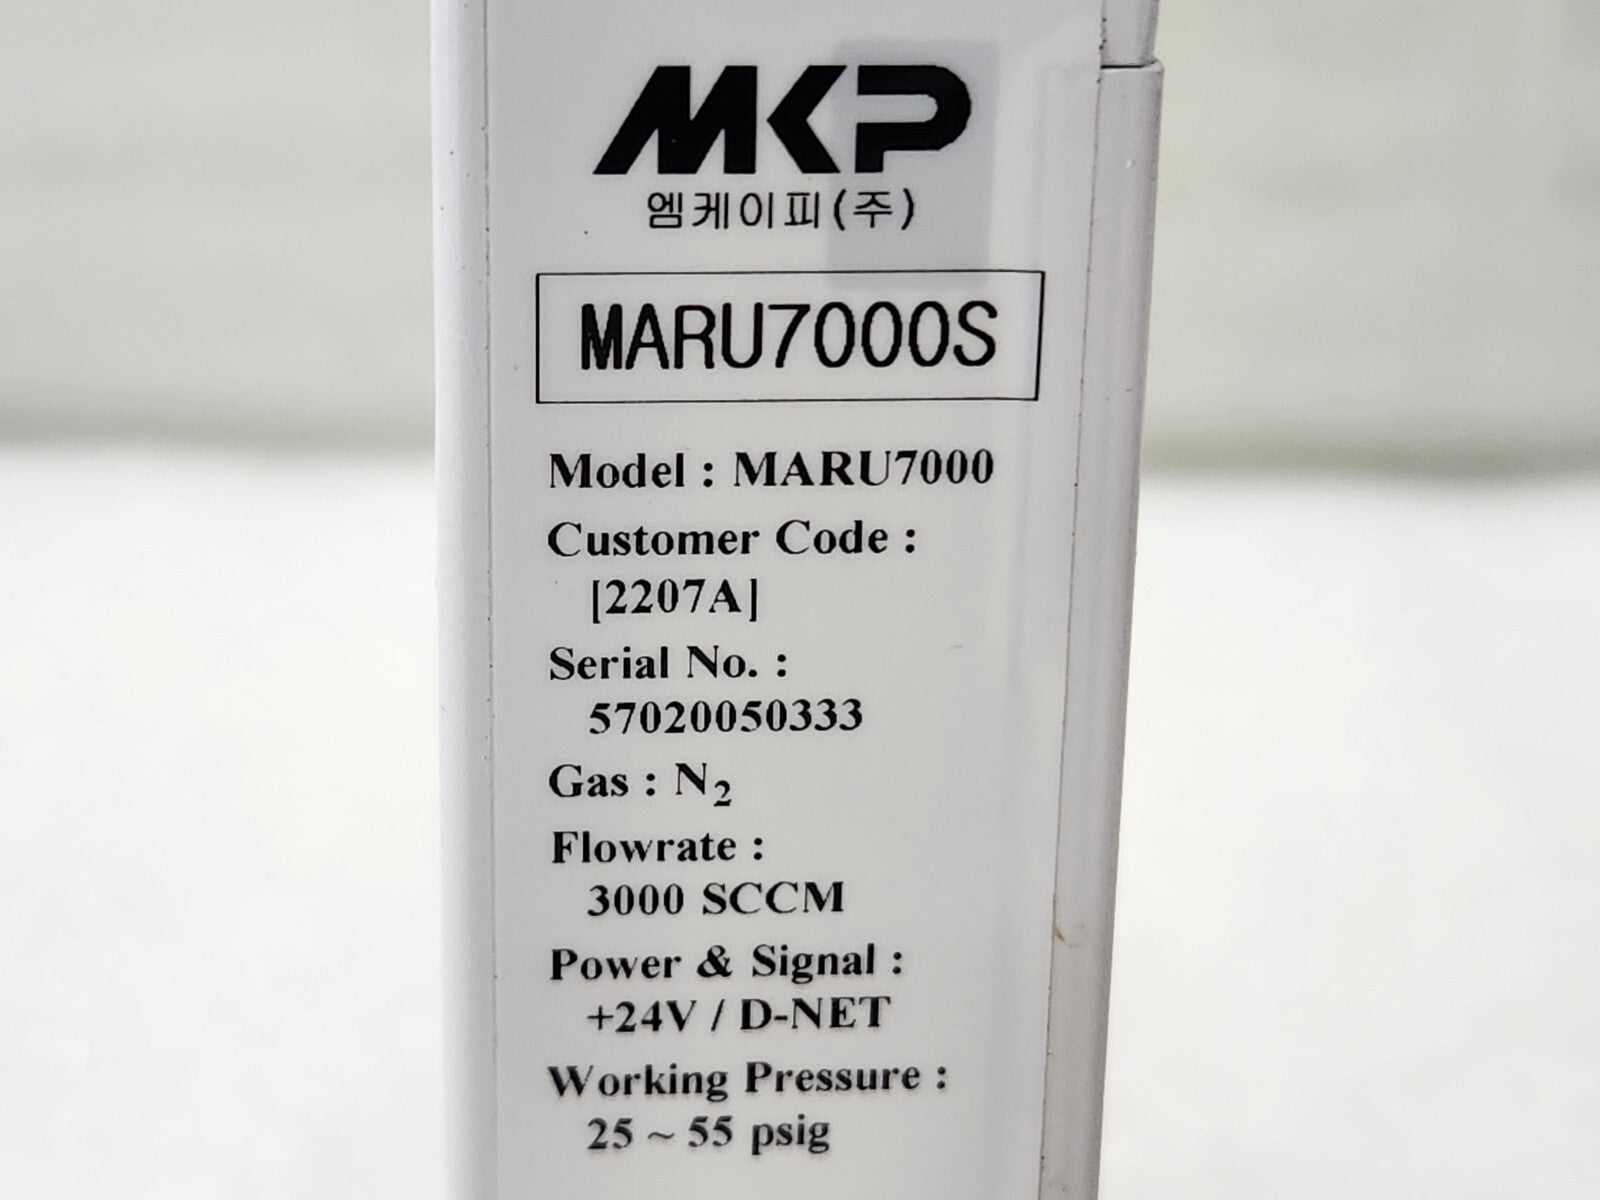 MKP
엠케이피(주)
MARU7000S
Model : MARU7000
Customer Code :
[2207A]
Serial No. :
57020050333
Gas : N₂
Flowrate :
3000 SCCM
Power & Signal :
+24V / D-NET
Working Pressure :
25 ~ 55 psig